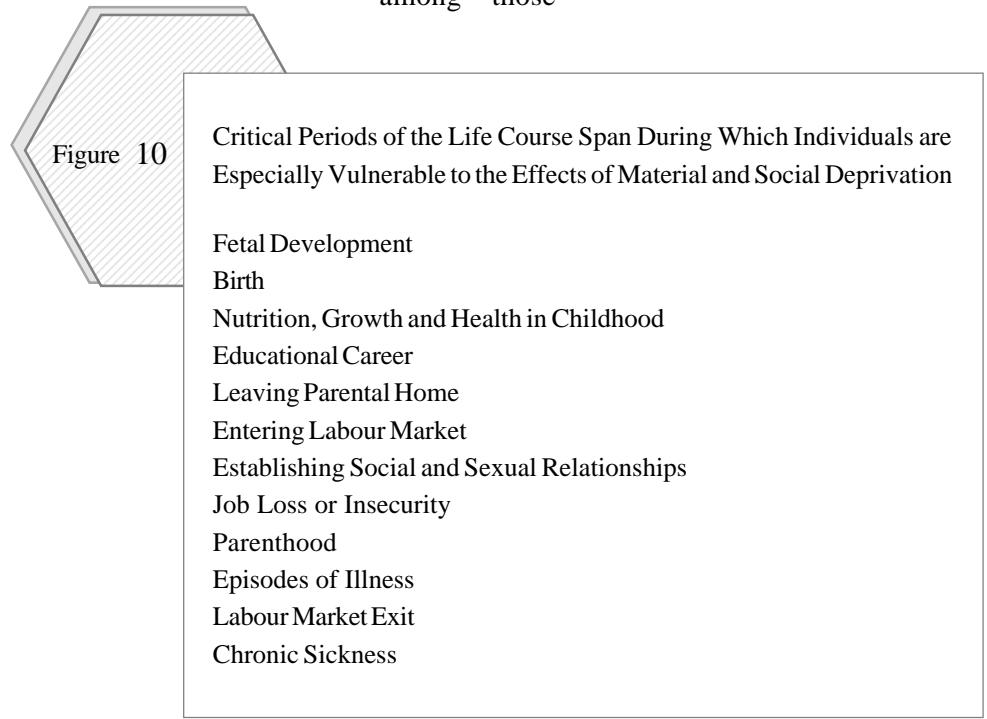 among those
Figure 10
Critical Periods of the Life Course Span During Which Individuals are
Especially Vulnerable to the Effects of Material and Social Deprivation
Fetal Development
Birth
Nutrition, Growth and Health in Childhood
Educational Career
Leaving Parental Home
Entering Labour Market
Establishing Social and Sexual Relationships
Job Loss or Insecurity
Parenthood
Episodes of Illness
Labour Market Exit
Chronic Sickness